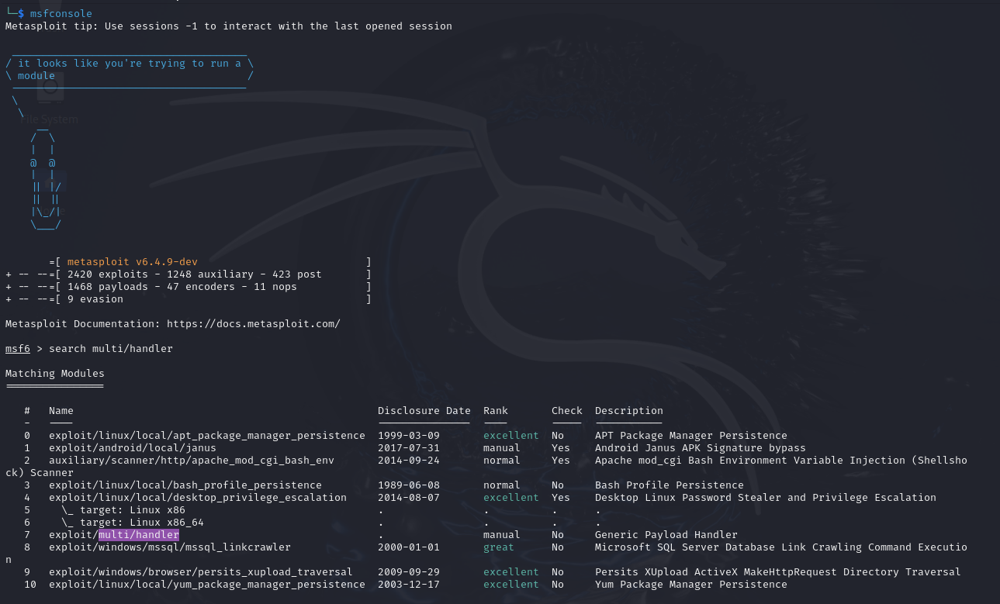 └─$ msfconsole
Metasploit tip: Use sessions -1 to interact with the last opened session
/ it looks like you're trying to run a \
\ module /
File System
@ @
=[ metasploit v6.4.9-dev ]
+ -- --=[ 2420 exploits - 1248 auxiliary - 423 post ]
+ -- --=[ 1468 payloads - 47 encoders - 11 nops ]
+ -- --=[ 9 evasion ]
Metasploit Documentation: https://docs.metasploit.com/
msf6 > search multi/handler
Matching Modules
================
# Name Disclosure Date Rank Check Description
- ---- --------------- ---- ----- -----------
0 exploit/linux/local/apt_package_manager_persistence 1999-03-09 excellent No APT Package Manager Persistence
1 exploit/android/local/janus 2017-07-31 manual Yes Android Janus APK Signature bypass
2 auxiliary/scanner/http/apache_mod_cgi_bash_env 2014-09-24 normal Yes Apache mod_cgi Bash Environment Variable Injection (Shellsho
ck) Scanner
3 exploit/linux/local/bash_profile_persistence 1989-06-08 normal No Bash Profile Persistence
4 exploit/linux/local/desktop_privilege_escalation 2014-08-07 excellent Yes Desktop Linux Password Stealer and Privilege Escalation
5 \_ target: Linux x86 . . . .
6 \_ target: Linux x86_64 . . . .
7 exploit/multi/handler . manual No Generic Payload Handler
8 exploit/windows/mssql/mssql_linkcrawler 2000-01-01 great No Microsoft SQL Server Database Link Crawling Command Executio
n
9 exploit/windows/browser/persits_xupload_traversal 2009-09-29 excellent No Persits XUpload ActiveX MakeHttpRequest Directory Traversal
10 exploit/linux/local/yum_package_manager_persistence 2003-12-17 excellent No Yum Package Manager Persistence